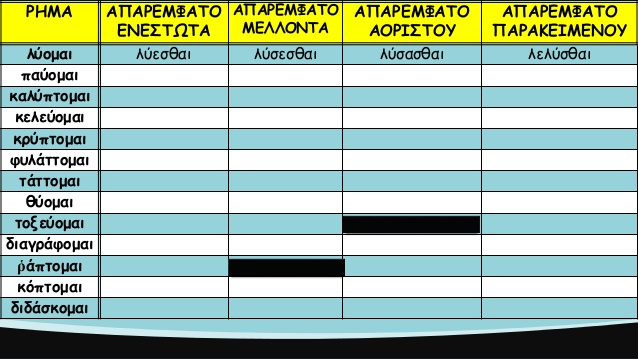 ΡΗΜΑ ΑΠΑΡΕΜΦΑΤΟ ΕΝΕΣΤΩΤΑ ΑΠΑΡΕΜΦΑΤΟ ΜΕΛΛΟΝΤΑ ΑΠΑΡΕΜΦΑΤΟ ΑΟΡΙΣΤΟΥ ΑΠΑΡΕΜΦΑΤΟ ΠΑΡΑΚΕΙΜΕΝΟΥ
λύομαι λύεσθαι λύσεσθαι λύσασθαι λελύσθαι
παύομαι
καλύπτομαι
κελεύομαι
κρύπτομαι
φυλάττομαι
τάττομαι
θύομαι
τοξεύομαι
διαγράφομαι
ῥάπτομαι
κόπτομαι
διδάσκομαι